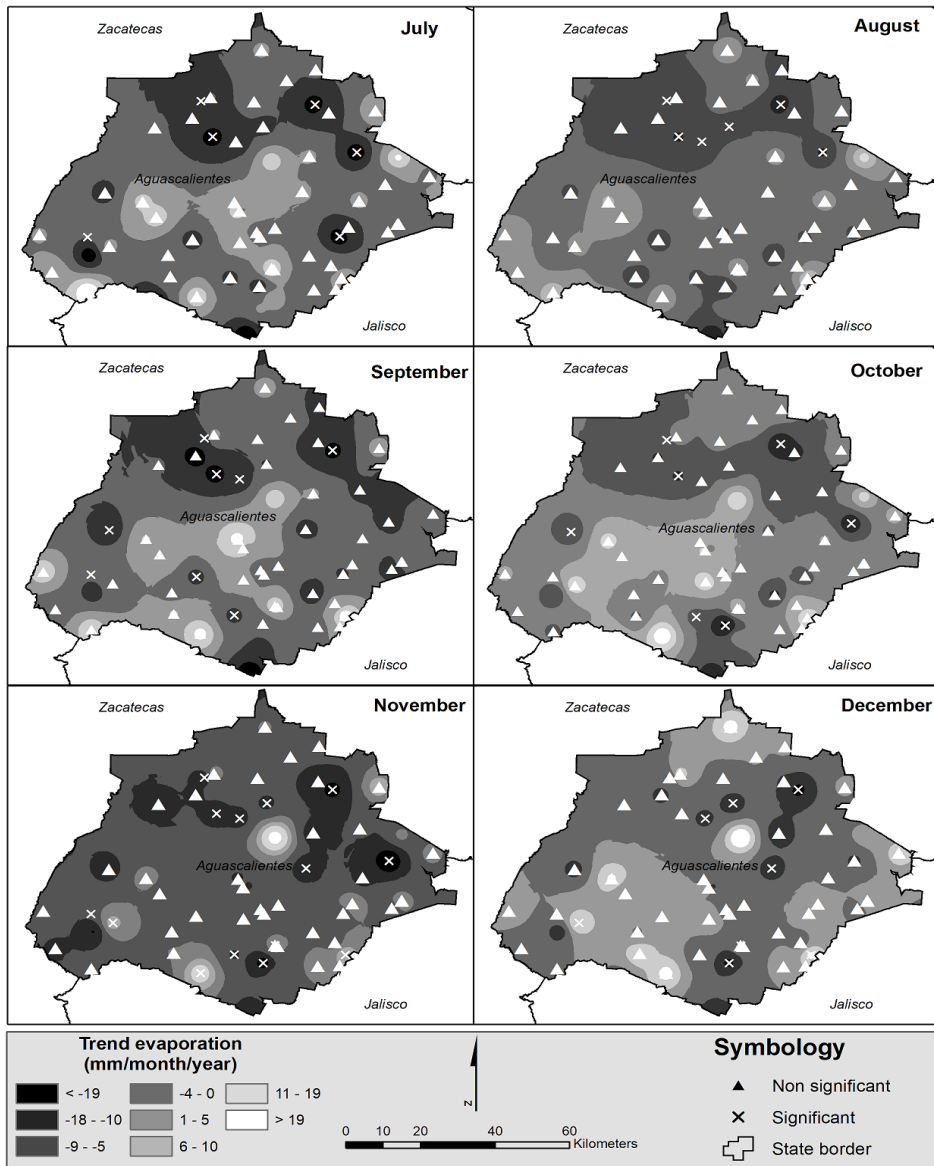 Zacatecas
July
Aguascalientes
Jalisco
Zacatecas
August
Aguascalientes
Jalisco
Zacatecas
September
Aguascalientes
Jalisco
Zacatecas
October
Aguascalientes
Jalisco
Zacatecas
November
Aguascalientes
Jalisco
Zacatecas
December
Aguascalientes
Jalisco
Trend evaporation
(mm/month/year)
< -19
-18 - -10
-9 - -5
-4 - 0
1 - 5
6 - 10
11 - 19
> 19
z
0 10 20 40 60
Kilometers
Symbology
Non significant
Significant
State border